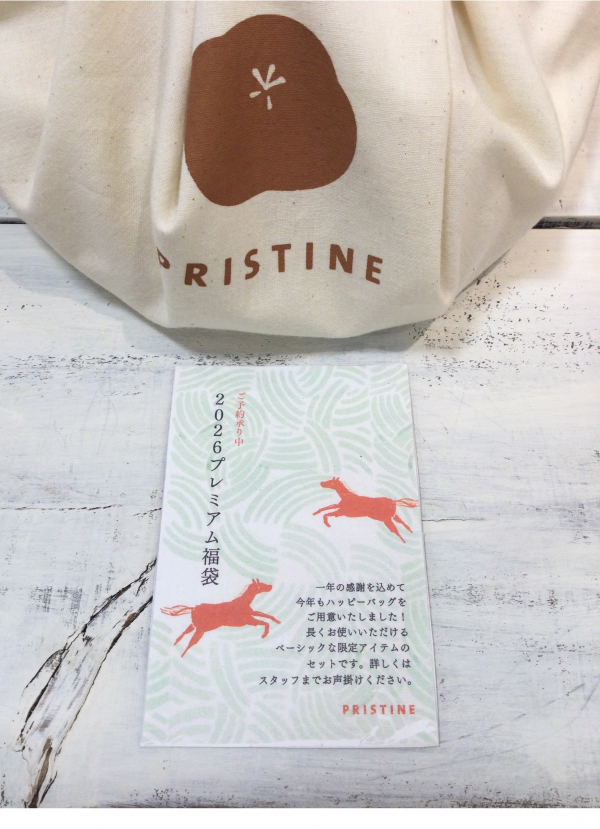 PRISTINE
ご予約承り中
2026プレミアム福袋
一年の感謝を込めて
今年もハッピーバッグを
ご用意いたしました！
長くお使いいただける
ベーシックな限定アイテムの
セットです。詳しくは
スタッフまでお声掛けください。
PRISTINE